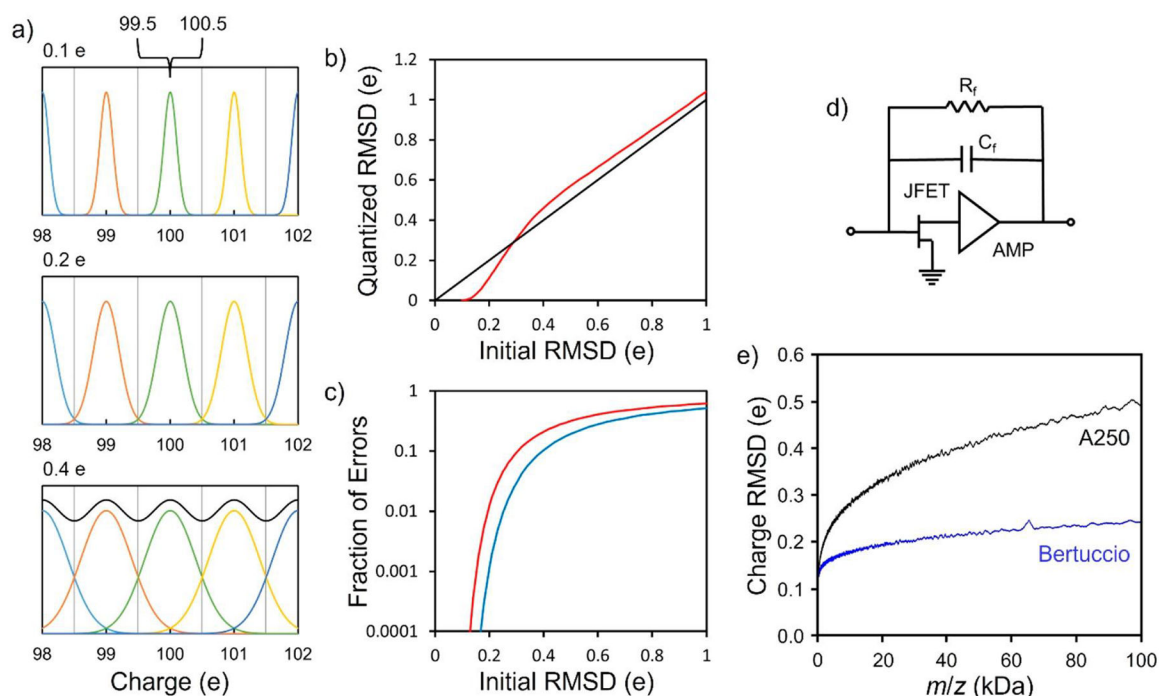 a)
99.5 100.5
0.1 e
98 99 100 101 102
0.2 e
98 99 100 101 102
0.4 e
98 99 100 101 102
Charge (e)
b)
Quantized RMSD (e)
1.2
1
0.8
0.6
0.4
0.2
0
0 0.2 0.4 0.6 0.8 1
Initial RMSD (e)
c)
Fraction of Errors
1
0.1
0.01
0.001
0.0001
0 0.2 0.4 0.6 0.8 1
Initial RMSD (e)
d)
Rf
Cf
JFET
AMP
e)
Charge RMSD (e)
0.6
0.5
0.4
0.3
0.2
0.1
0.0
A250
Bertuccio
0 20 40 60 80 100
m/z (kDa)